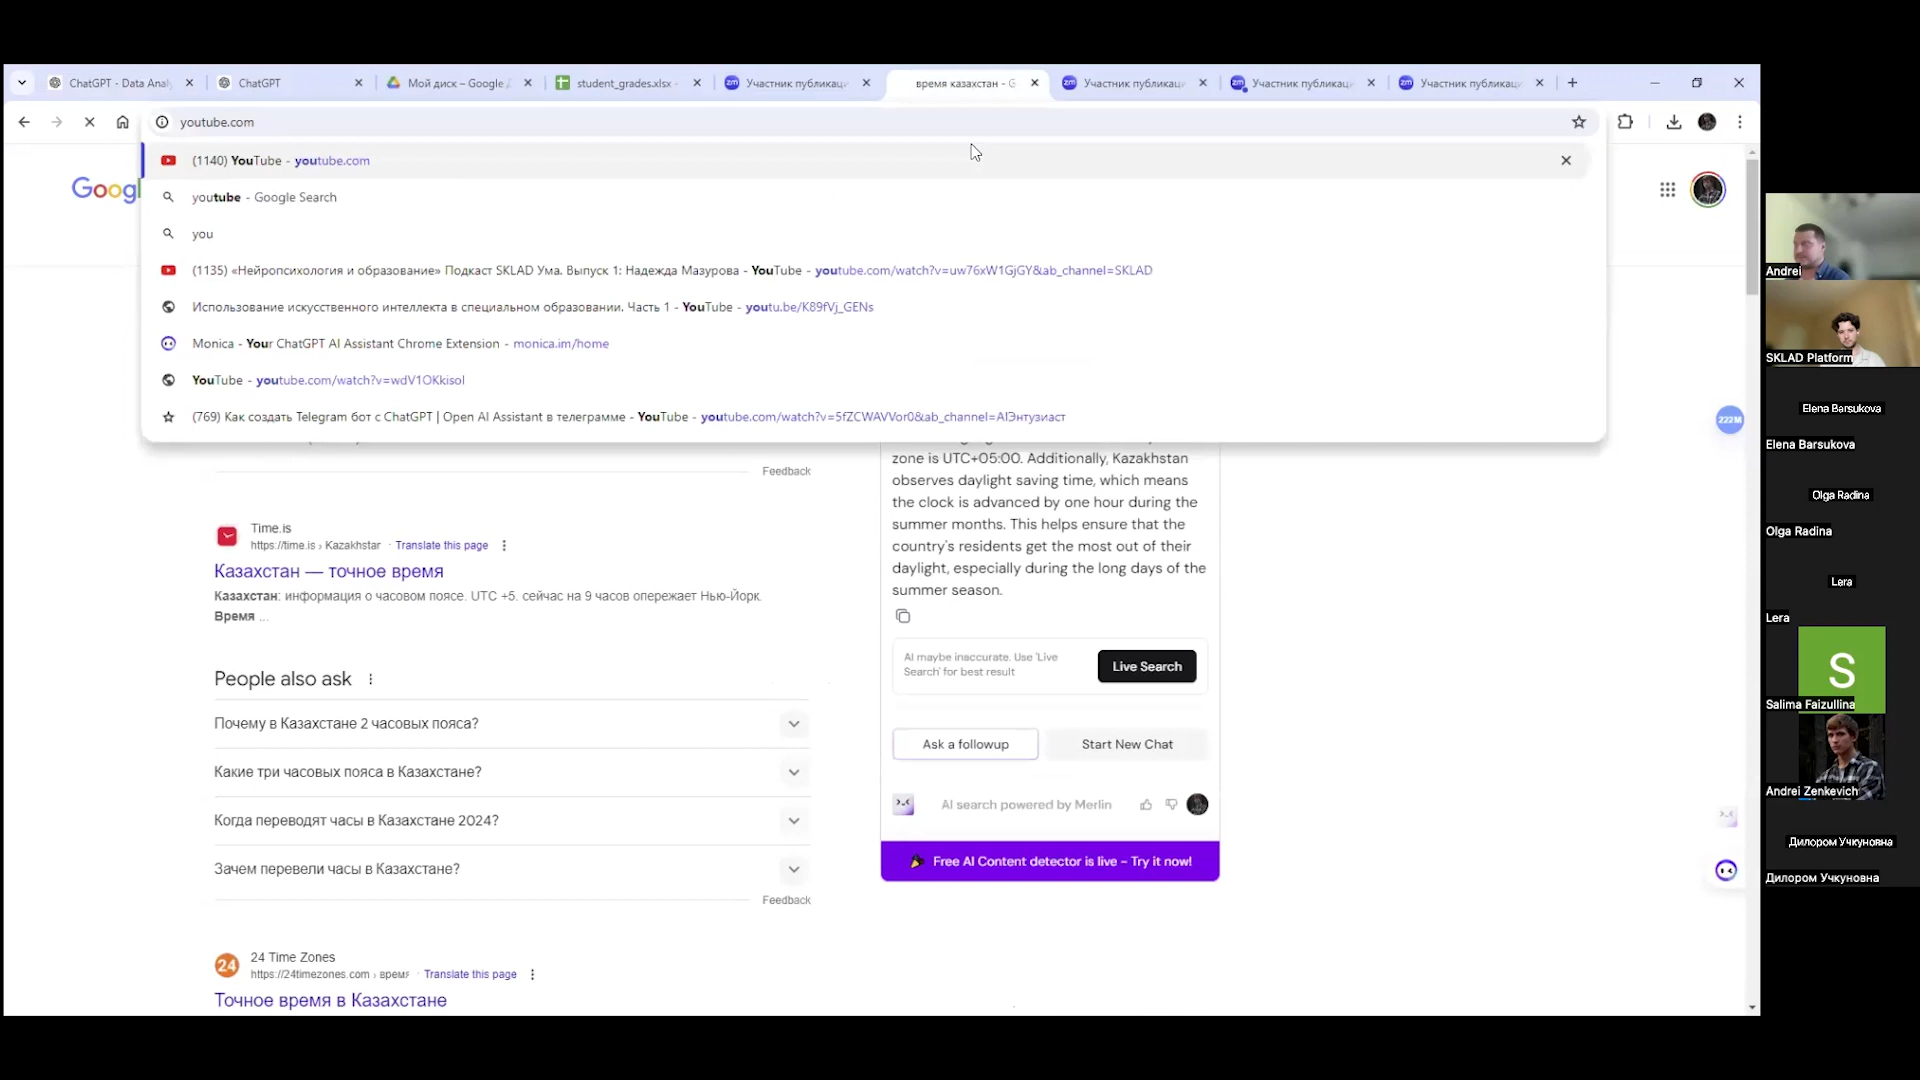 ChatGPT - Data Anal
ChatGPT
Мой диск – Google Д
student_grades.xlsx -
Участник публикаци
время казахстан - G
Участник публикаци
Участник публикаци
Участник публикаци
youtube.com
(1140) YouTube - youtube.com
youtube - Google Search
you
(1135) «Нейропсихология и образование» Подкаст SKLAD Ума. Выпуск 1: Надежда Мазурова - YouTube - youtube.com/watch?v=uw76xW1GjGY&ab_channel=SKLAD
Использование искусственного интеллекта в специальном образовании. Часть 1 - YouTube - youtu.be/K89fVj_GENs
Monica - Your ChatGPT AI Assistant Chrome Extension - monica.im/home
YouTube - youtube.com/watch?v=wdV1OKkisoI
(769) Как создать Telegram бот с ChatGPT | Open AI Assistant в телеграмме - YouTube - youtube.com/watch?v=5fZCWAVVor0&ab_channel=AIЭнтузиаст
Googl
Feedback
Time.is
https://time.is › Kazakhstan · Translate this page
Казахстан — точное время
Казахстан: информация о часовом поясе. UTC +5. сейчас на 9 часов опережает Нью-Йорк.
Время ...
People also ask
Почему в Казахстане 2 часовых пояса?
Какие три часовых пояса в Казахстане?
Когда переводят часы в Казахстане 2024?
Зачем перевели часы в Казахстане?
Feedback
24
24 Time Zones
https://24timezones.com › время · Translate this page
Точное время в Казахстане
zone is UTC+05:00. Additionally, Kazakhstan
observes daylight saving time, which means
the clock is advanced by one hour during the
summer months. This helps ensure that the
country's residents get the most out of their
daylight, especially during the long days of the
summer season.
AI maybe inaccurate. Use 'Live
Search' for best result
Live Search
Ask a followup
Start New Chat
AI search powered by Merlin
Free AI Content detector is live – Try it now!
222M
Andrei
SKLAD Platform
Elena Barsukova
Elena Barsukova
Olga Radina
Olga Radina
Lera
Lera
S
Salima Faizullina
Andrei Zenkevich
Дилором Учкуновна
Дилором Учкуновна